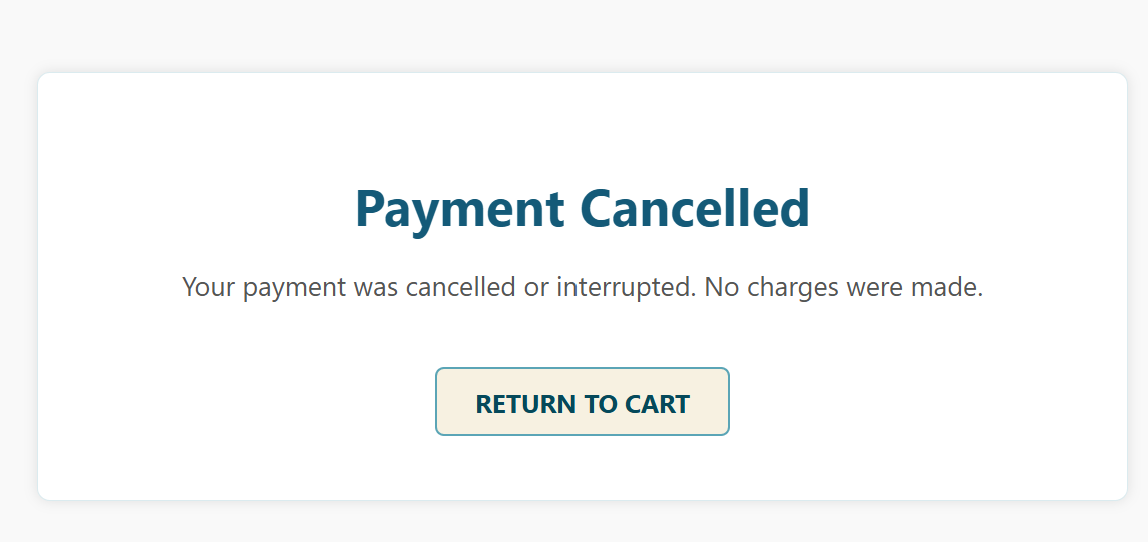 Payment Cancelled
Your payment was cancelled or interrupted. No charges were made.
RETURN TO CART